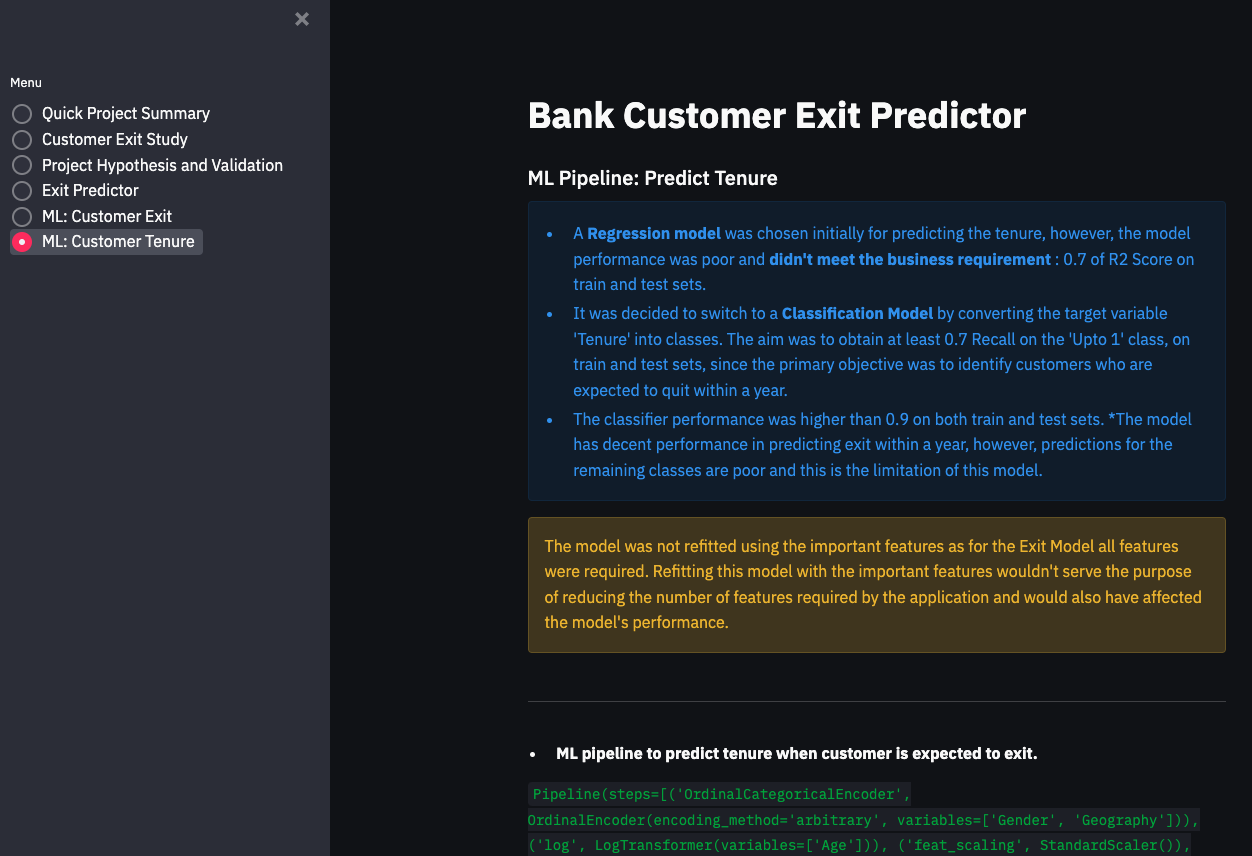 Menu
Quick Project Summary
Customer Exit Study
Project Hypothesis and Validation
Exit Predictor
ML: Customer Exit
ML: Customer Tenure
Bank Customer Exit Predictor
ML Pipeline: Predict Tenure
• A Regression model was chosen initially for predicting the tenure, however, the model
performance was poor and didn't meet the business requirement : 0.7 of R2 Score on
train and test sets.
• It was decided to switch to a Classification Model by converting the target variable
'Tenure' into classes. The aim was to obtain at least 0.7 Recall on the 'Upto 1' class, on
train and test sets, since the primary objective was to identify customers who are
expected to quit within a year.
• The classifier performance was higher than 0.9 on both train and test sets. *The model
has decent performance in predicting exit within a year, however, predictions for the
remaining classes are poor and this is the limitation of this model.
The model was not refitted using the important features as for the Exit Model all features
were required. Refitting this model with the important features wouldn't serve the purpose
of reducing the number of features required by the application and would also have affected
the model's performance.
• ML pipeline to predict tenure when customer is expected to exit.
Pipeline(steps=[('OrdinalCategoricalEncoder',
OrdinalEncoder(encoding_method='arbitrary', variables=['Gender', 'Geography'])),
('log', LogTransformer(variables=['Age'])), ('feat_scaling', StandardScaler()),